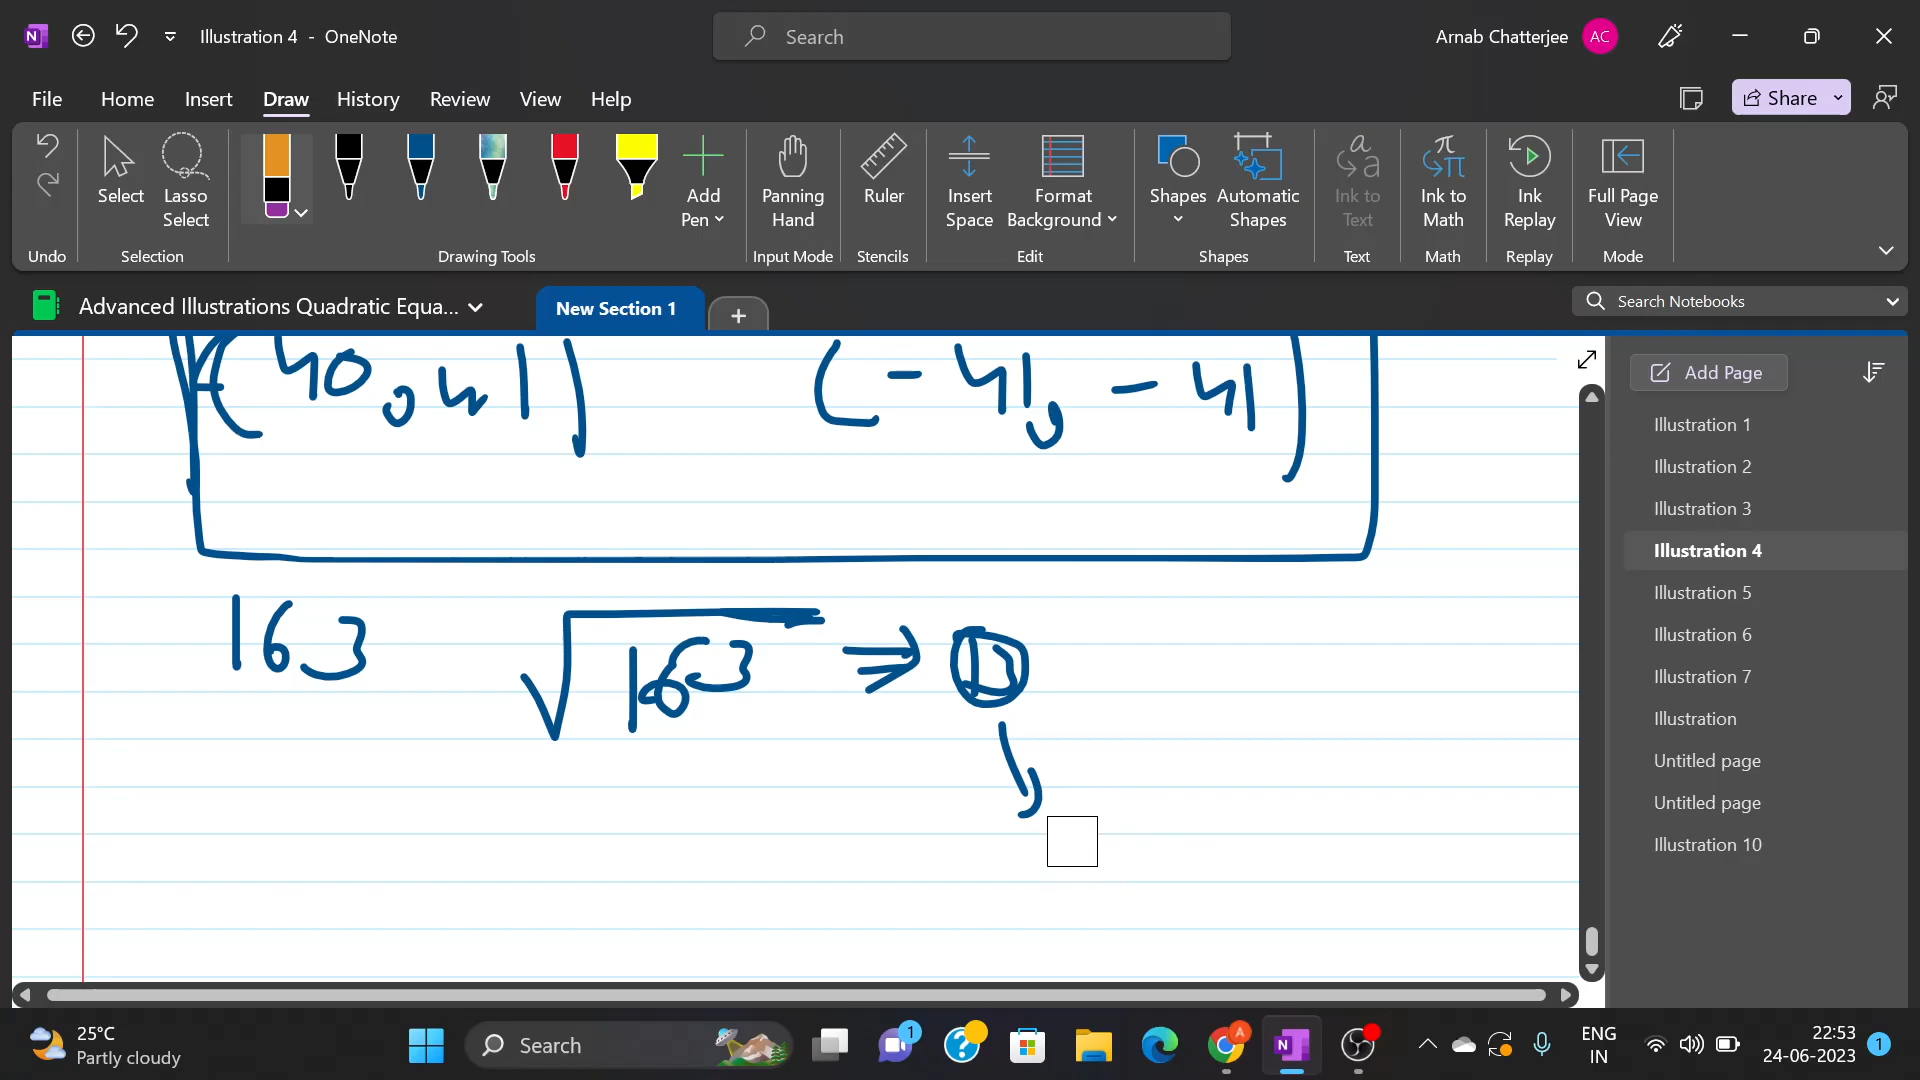 Illustration 4 - OneNote
Search
Arnab Chatterjee AC
File Home Insert Draw History Review View Help
Share
Select
Lasso Select
Add Pen
Panning Hand
Ruler
Insert Space
Format Background
Shapes
Automatic Shapes
Ink to Text
Ink to Math
Ink Replay
Full Page View
Undo Selection Drawing Tools Input Mode Stencils Edit Shapes Text Math Replay Mode
Advanced Illustrations Quadratic Equa... New Section 1 +
Search Notebooks
Add Page
Illustration 1
Illustration 2
Illustration 3
Illustration 4
Illustration 5
Illustration 6
Illustration 7
Illustration
Untitled page
Untitled page
Illustration 10
(40, 41) (-41, -41)
163 √163 ⇒ D
25°C
Partly cloudy
Search
1
A
ENG
IN
22:53
24-06-2023
1